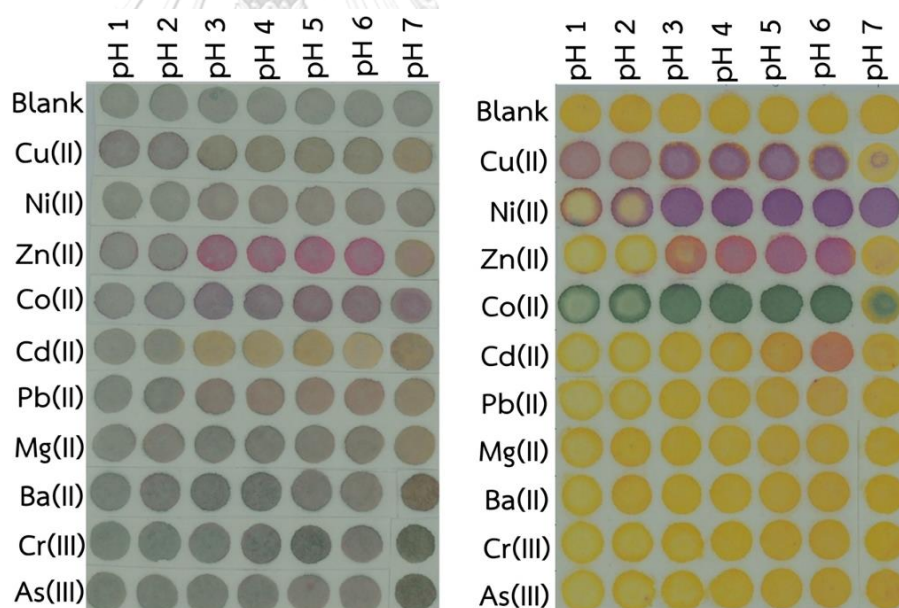 pH 1 pH 2 pH 3 pH 4 pH 5 pH 6 pH 7
Blank
Cu(II)
Ni(II)
Zn(II)
Co(II)
Cd(II)
Pb(II)
Mg(II)
Ba(II)
Cr(III)
As(III)
pH 1 pH 2 pH 3 pH 4 pH 5 pH 6 pH 7
Blank
Cu(II)
Ni(II)
Zn(II)
Co(II)
Cd(II)
Pb(II)
Mg(II)
Ba(II)
Cr(III)
As(III)